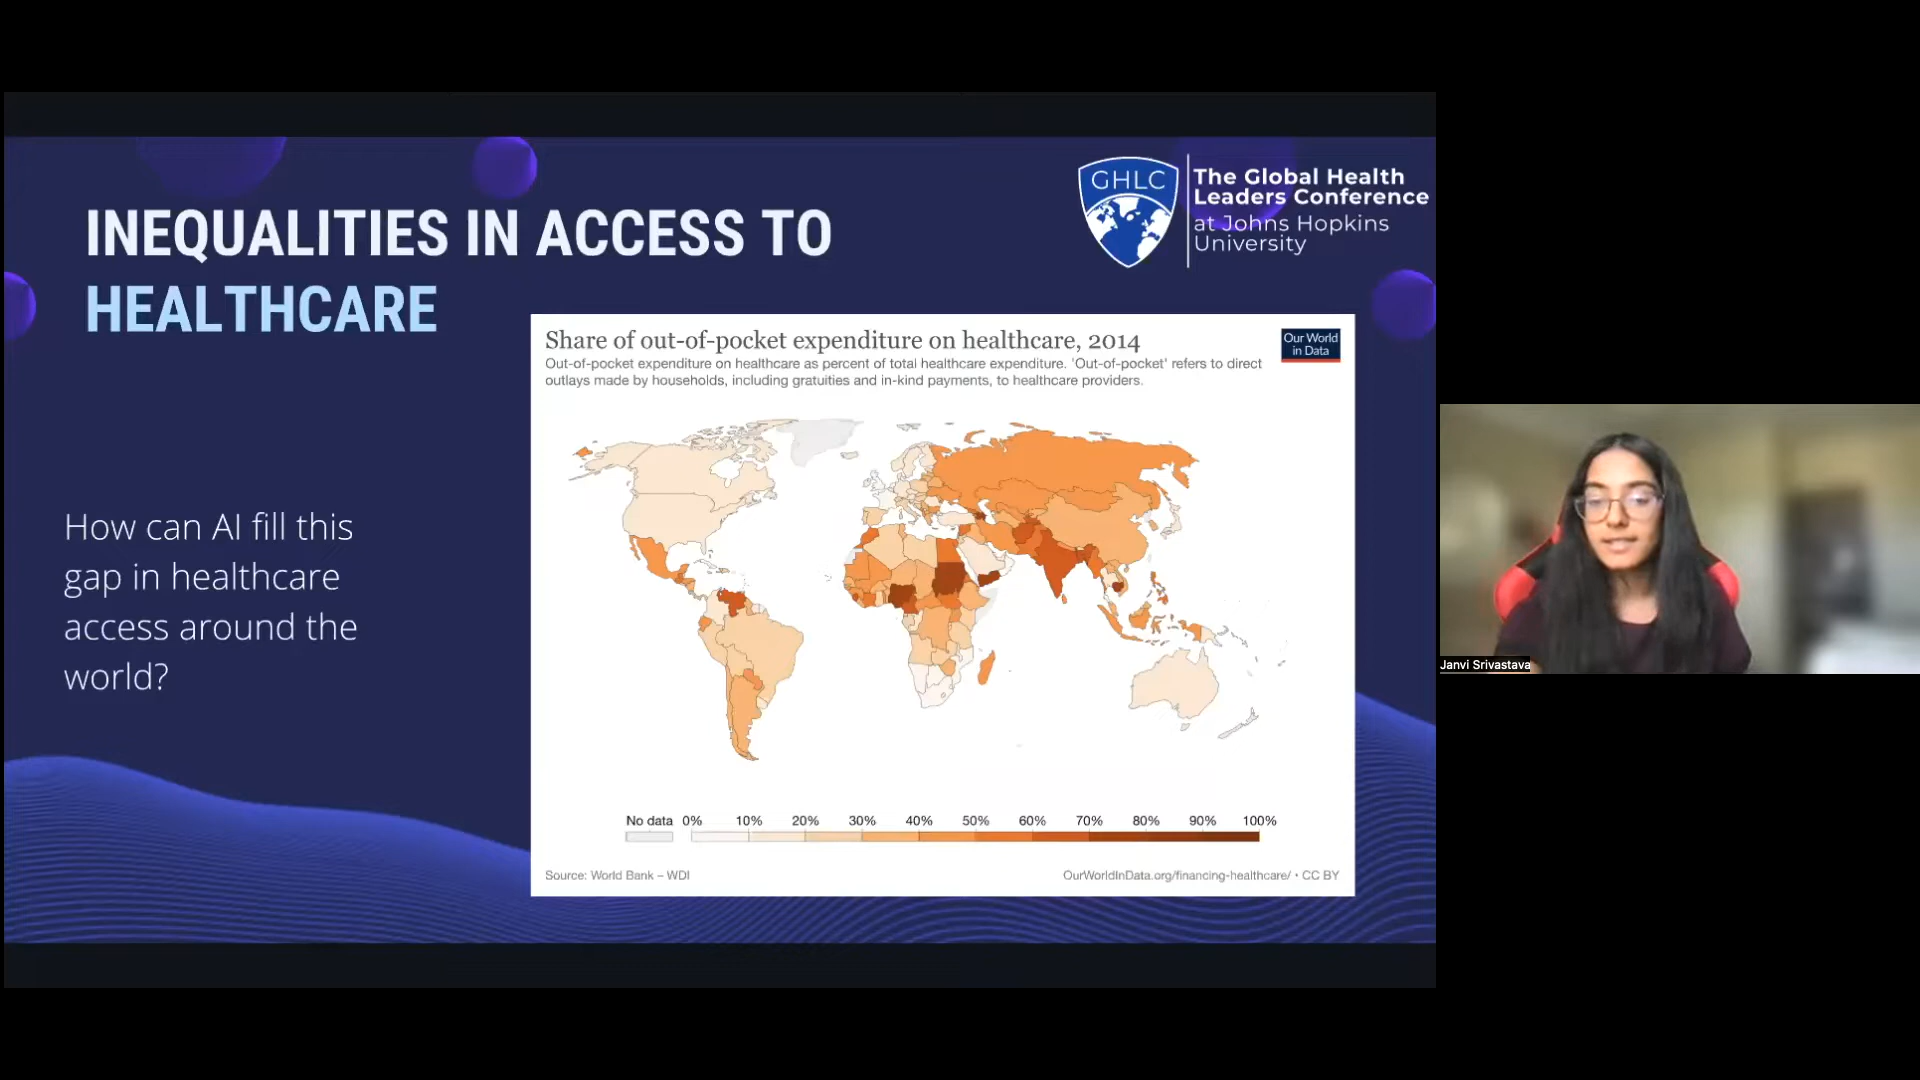 INEQUALITIES IN ACCESS TO
HEALTHCARE
GHLC
The Global Health
Leaders Conference
at Johns Hopkins
University
How can AI fill this
gap in healthcare
access around the
world?
Share of out-of-pocket expenditure on healthcare, 2014
Out-of-pocket expenditure on healthcare as percent of total healthcare expenditure. 'Out-of-pocket' refers to direct
outlays made by households, including gratuities and in-kind payments, to healthcare providers.
Our World
in Data
No data 0% 10% 20% 30% 40% 50% 60% 70% 80% 90% 100%
Source: World Bank – WDI
OurWorldInData.org/financing-healthcare/ • CC BY
Janvi Srivastava